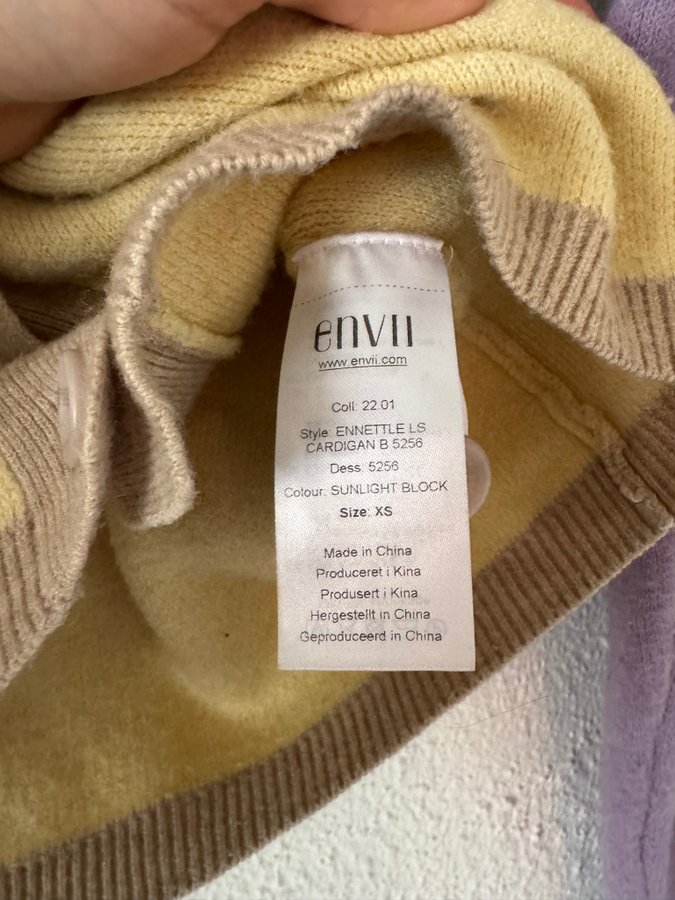 envii
www.envii.com
Coll: 22.01
Style: ENNETTLE LS
CARDIGAN B 5256
Dess: 5256
Colour: SUNLIGHT BLOCK
Size: XS
Made in China
Produceret i Kina
Produsert i Kina
Hergestellt in China
Geproduceerd in China